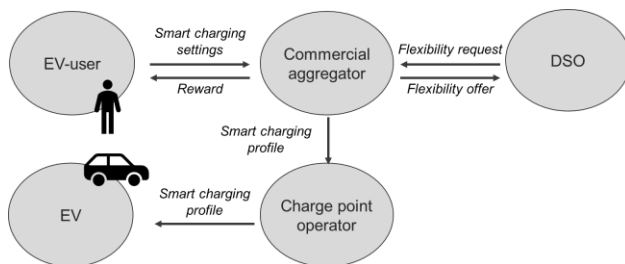 Smart charging
settings
EV-user
Reward
Commercial
aggregator
Flexibility request
Flexibility offer
DSO
Smart charging
profile
EV
Smart charging
profile
Charge point
operator